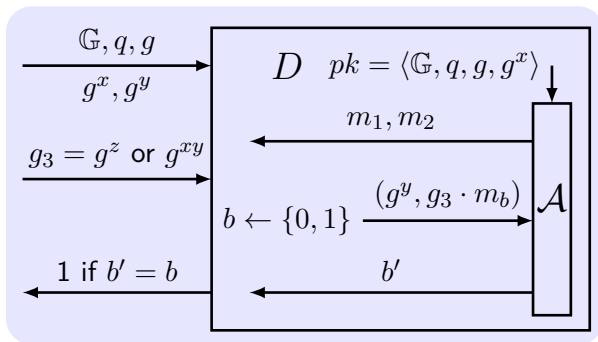 𝔾, q, g
g^x, g^y
D pk = ⟨𝔾, q, g, g^x⟩
m_1, m_2
g_3 = g^z or g^{xy}
(g^y, g_3 · m_b)
b ← {0, 1}
𝒜
1 if b′ = b
b′